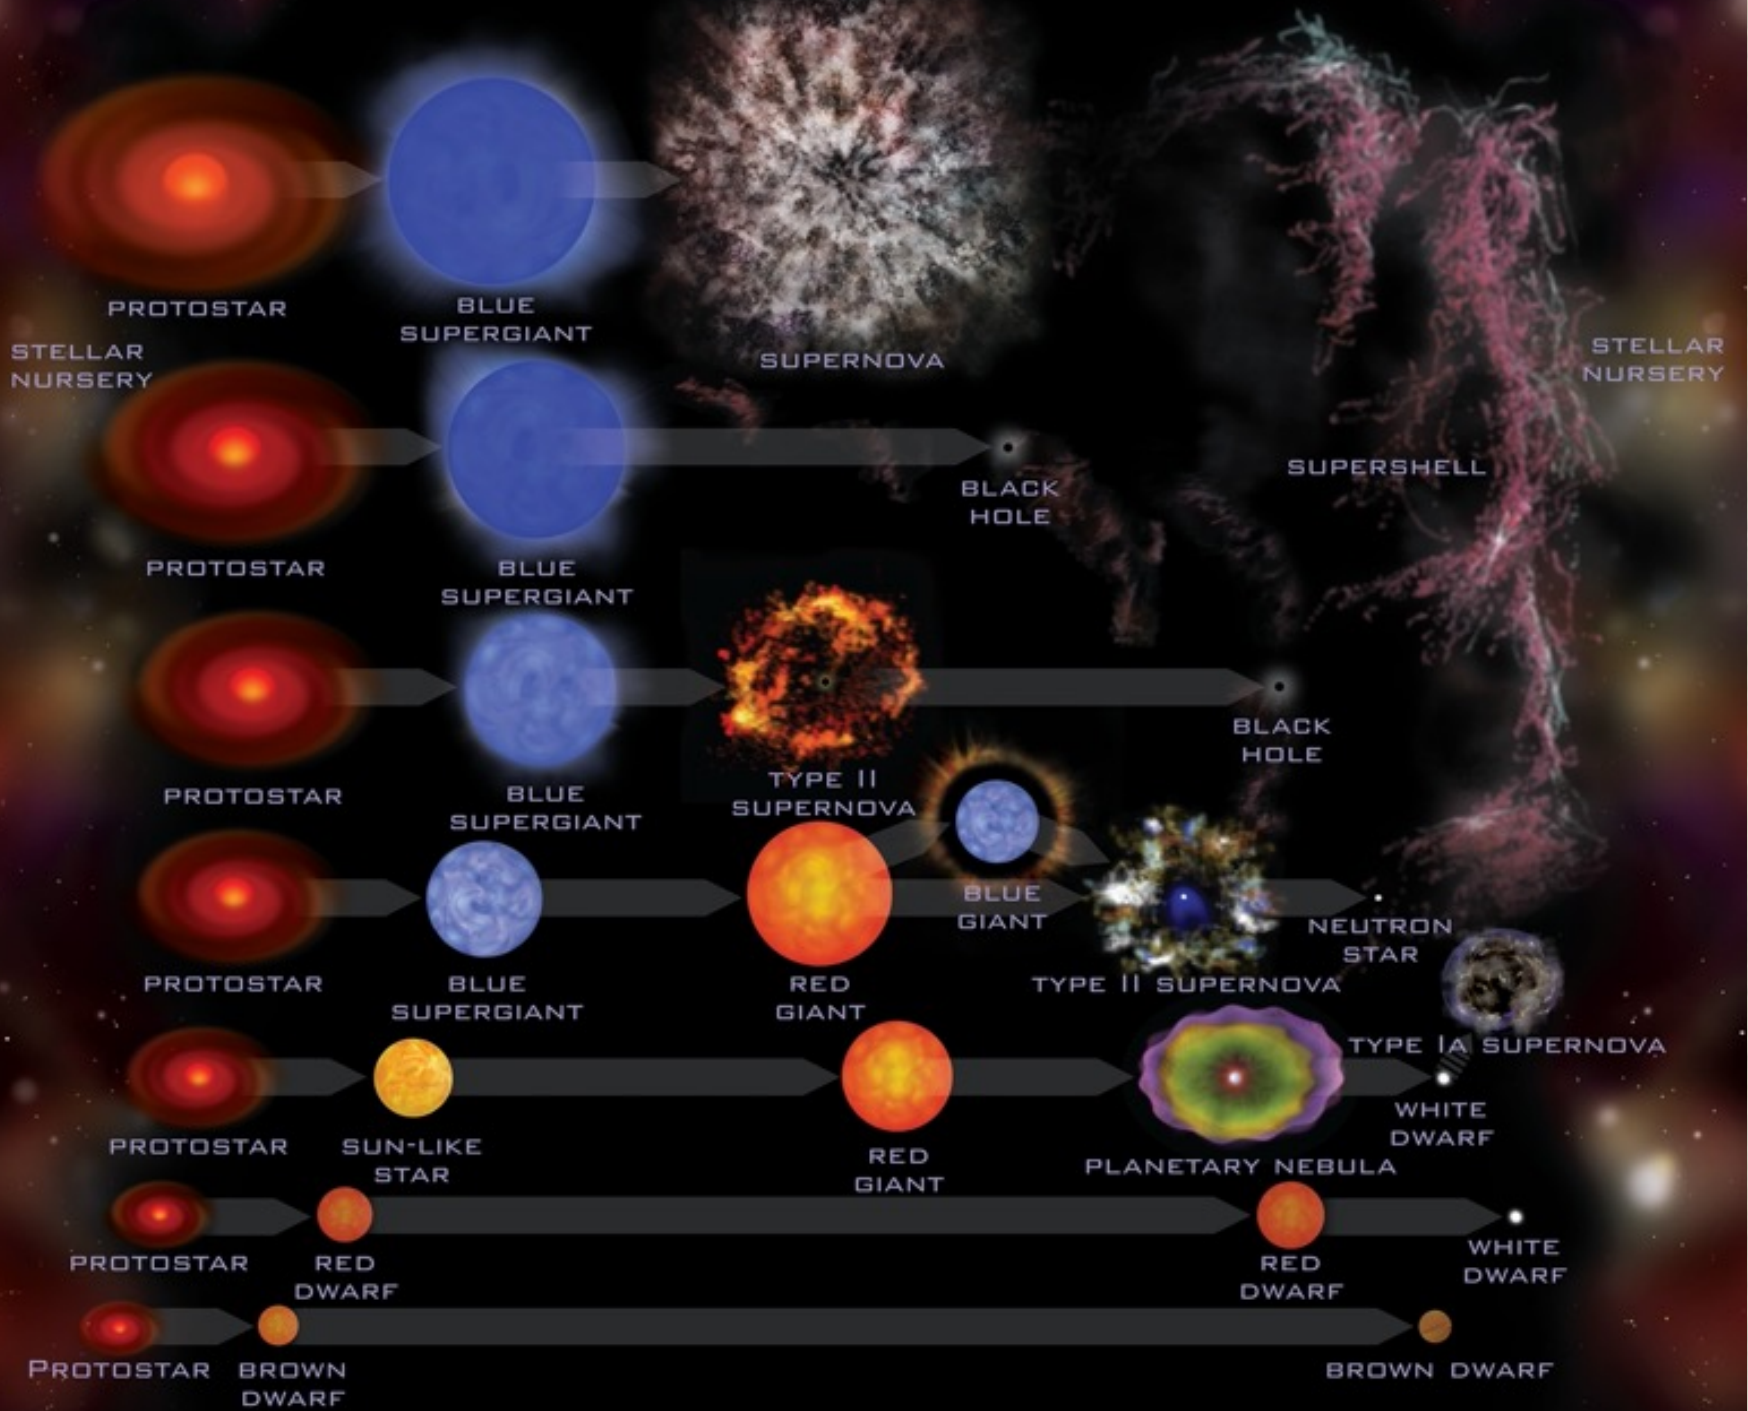 PROTOSTAR
BLUE
SUPERGIANT
SUPERNOVA
STELLAR
NURSERY
STELLAR
NURSERY
SUPERSHELL
PROTOSTAR
BLUE
SUPERGIANT
BLACK
HOLE
PROTOSTAR
BLUE
SUPERGIANT
TYPE II
SUPERNOVA
BLACK
HOLE
PROTOSTAR
BLUE
SUPERGIANT
RED
GIANT
BLUE
GIANT
TYPE II SUPERNOVA
NEUTRON
STAR
TYPE IA SUPERNOVA
PROTOSTAR
SUN-LIKE
STAR
RED
GIANT
PLANETARY NEBULA
WHITE
DWARF
PROTOSTAR
RED
DWARF
RED
DWARF
WHITE
DWARF
PROTOSTAR
BROWN
DWARF
BROWN DWARF